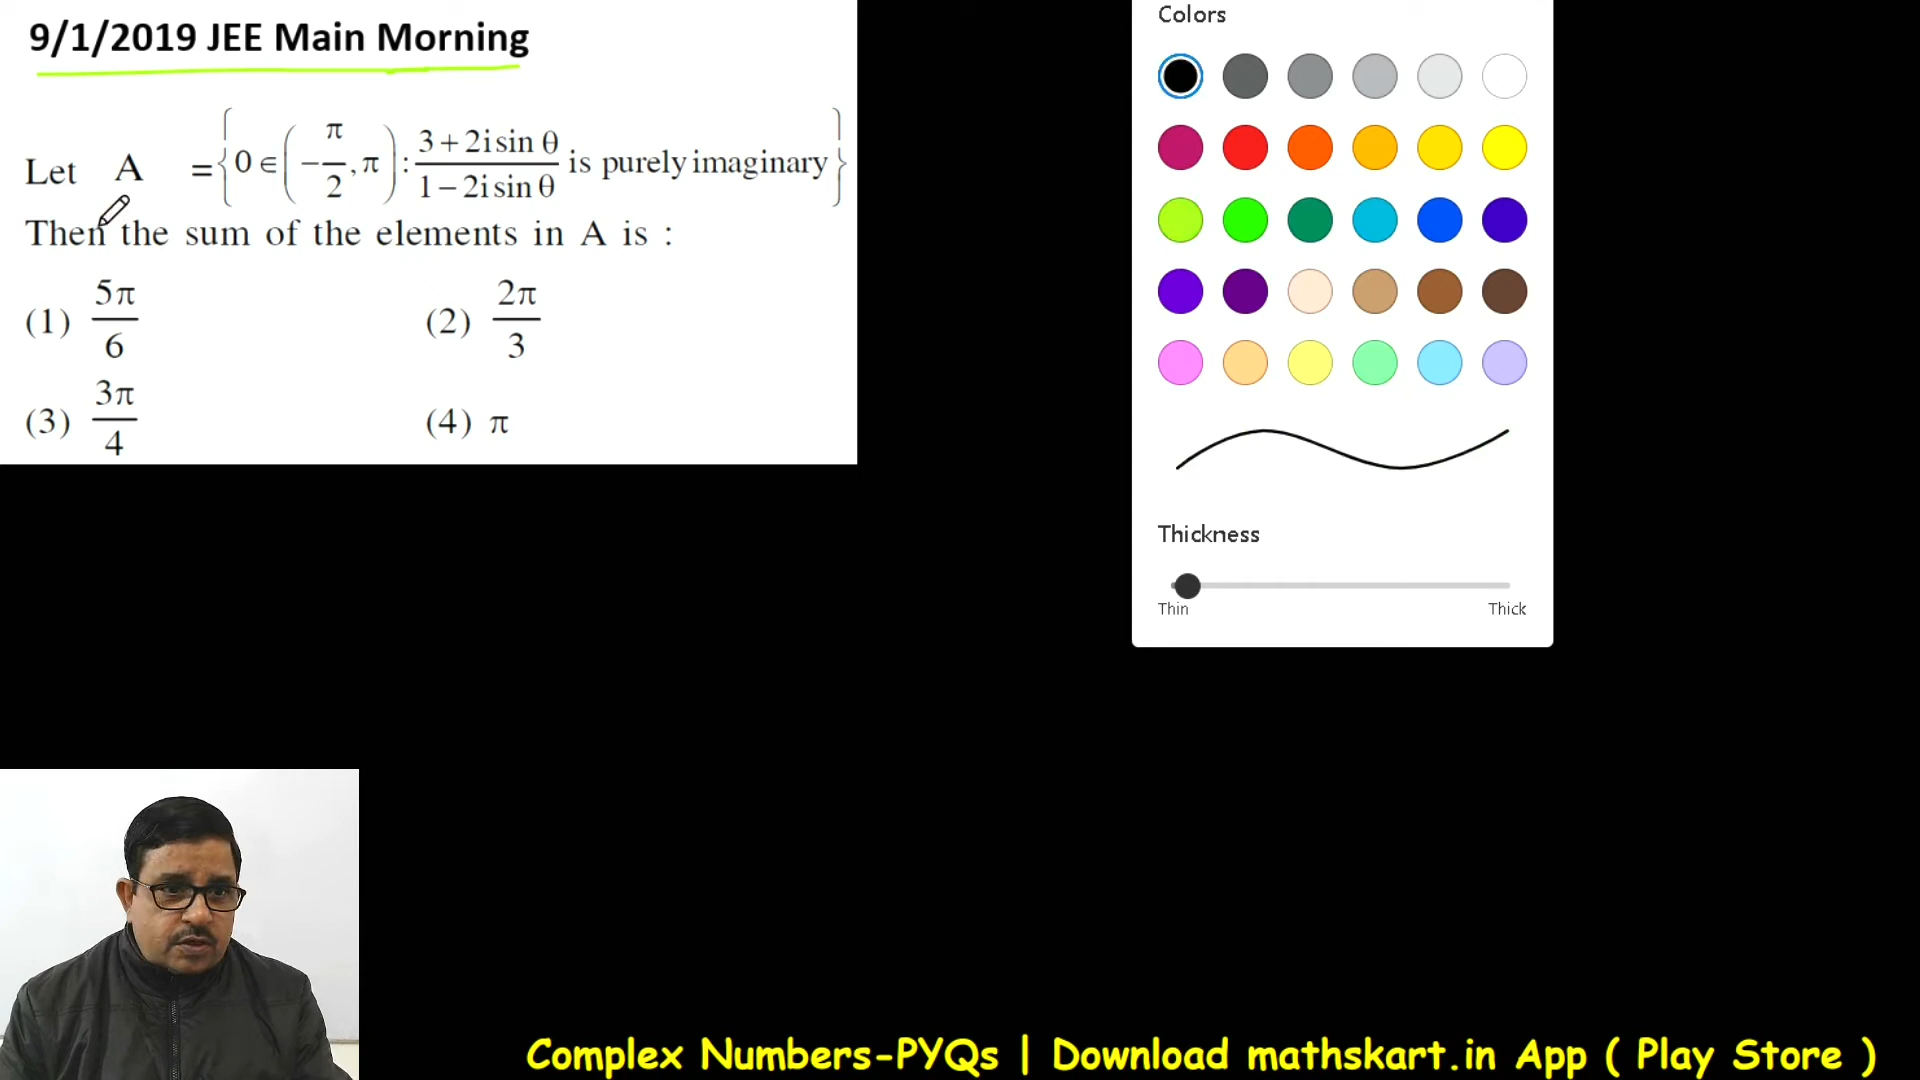 9/1/2019 JEE Main Morning
Let A = {0 ∈ (−π/2, π) : (3 + 2i sin θ)/(1 − 2i sin θ) is purely imaginary}
Then the sum of the elements in A is :
(1) 5π/6 (2) 2π/3
(3) 3π/4 (4) π
Colors
Thickness
Thin Thick
Complex Numbers-PYQs | Download mathskart.in App ( Play Store )